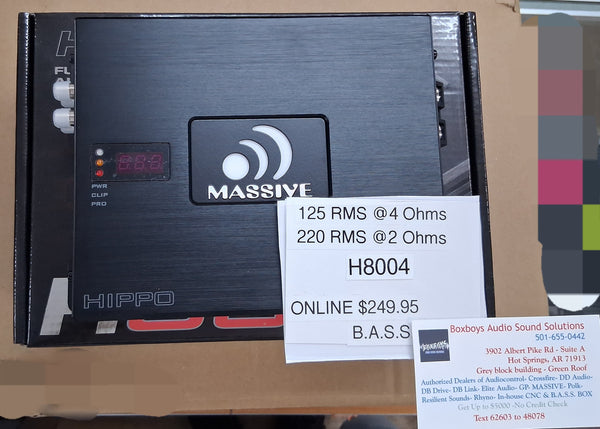 H
FU
A
PWR
CLIP
PRO
MASSIVE
HIPPO
125 RMS @4 Ohms
220 RMS @2 Ohms
H8004
ONLINE $249.95
B.A.S.S
Boxboys Audio Sound Solutions
501-655-0442
3902 Albert Pike Rd - Suite A
Hot Springs, AR 71913
Grey block building - Green Roof
Authorized Dealers of Audiocontrol- Crossfire- DD Audio-
DB Drive- DB Link- Elite Audio- GP- MASSIVE- Polk-
Resilient Sounds- Rhyno- In-house CNC & B.A.S.S. BOX
Get Up to $5000 -No Credit Check
Text 62603 to 48078